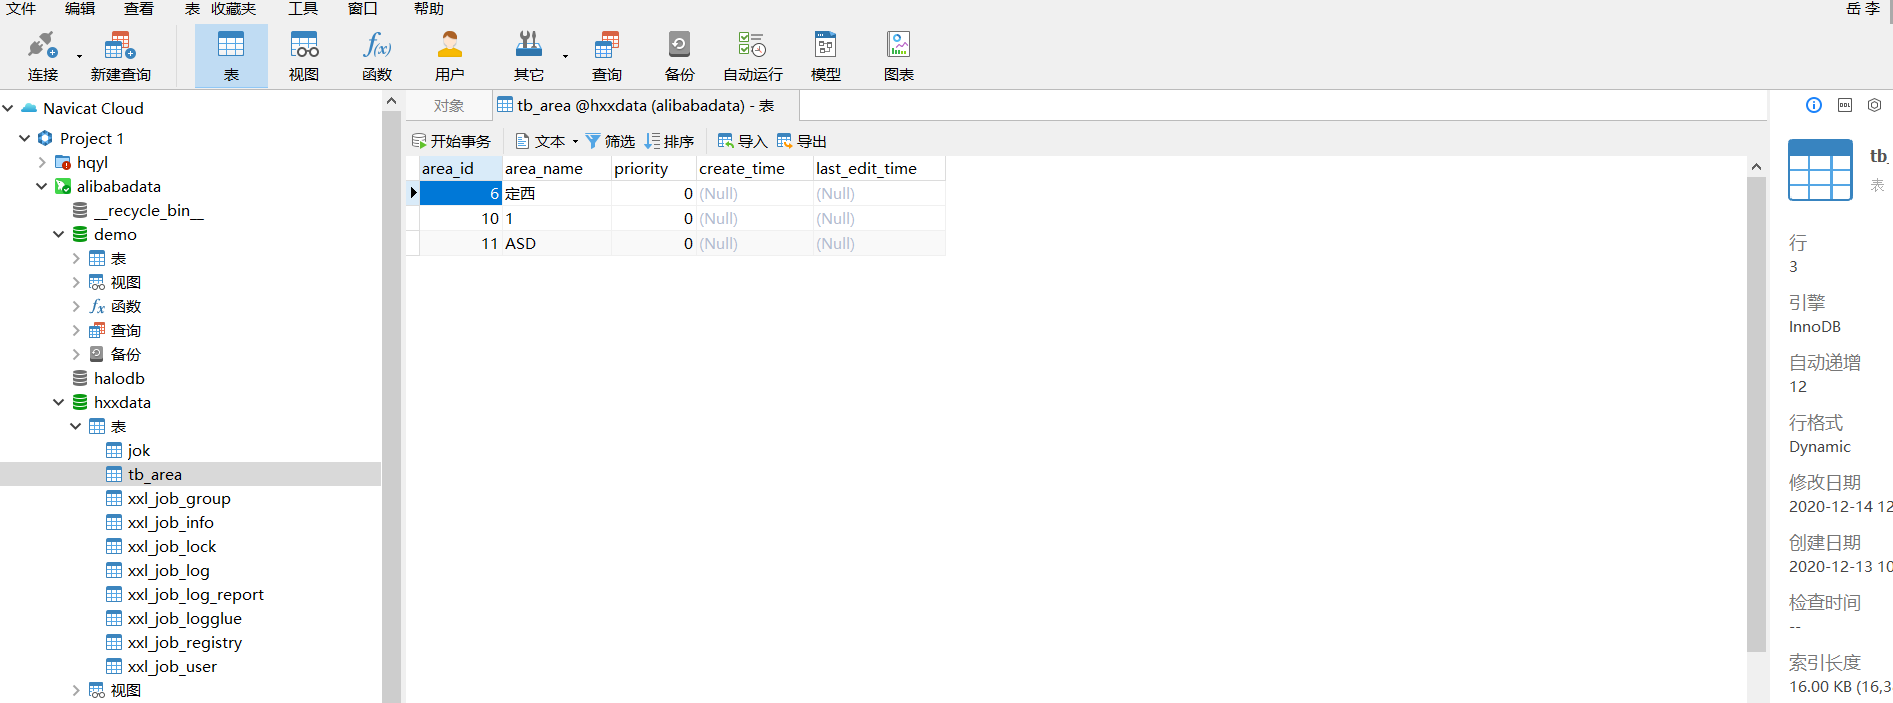 文件 编辑 查看 表 收藏夹 工具 窗口 帮助 岳 李
连接 新建查询 表 视图 函数 用户 其它 查询 备份 自动运行 模型 图表
Navicat Cloud
Project 1
hqyl
alibabadata
__recycle_bin__
demo
表
视图
函数
查询
备份
halodb
hxxdata
表
jok
tb_area
xxl_job_group
xxl_job_info
xxl_job_lock
xxl_job_log
xxl_job_log_report
xxl_job_logglue
xxl_job_registry
xxl_job_user
视图
对象 tb_area @hxxdata (alibabadata) - 表
开始事务 文本 筛选 排序 导入 导出
area_id area_name priority create_time last_edit_time
6 定西 0 (Null) (Null)
10 1 0 (Null) (Null)
11 ASD 0 (Null) (Null)
tb_
表
行
3
引擎
InnoDB
自动递增
12
行格式
Dynamic
修改日期
2020-12-14 12
创建日期
2020-12-13 10
检查时间
--
索引长度
16.00 KB (16,3